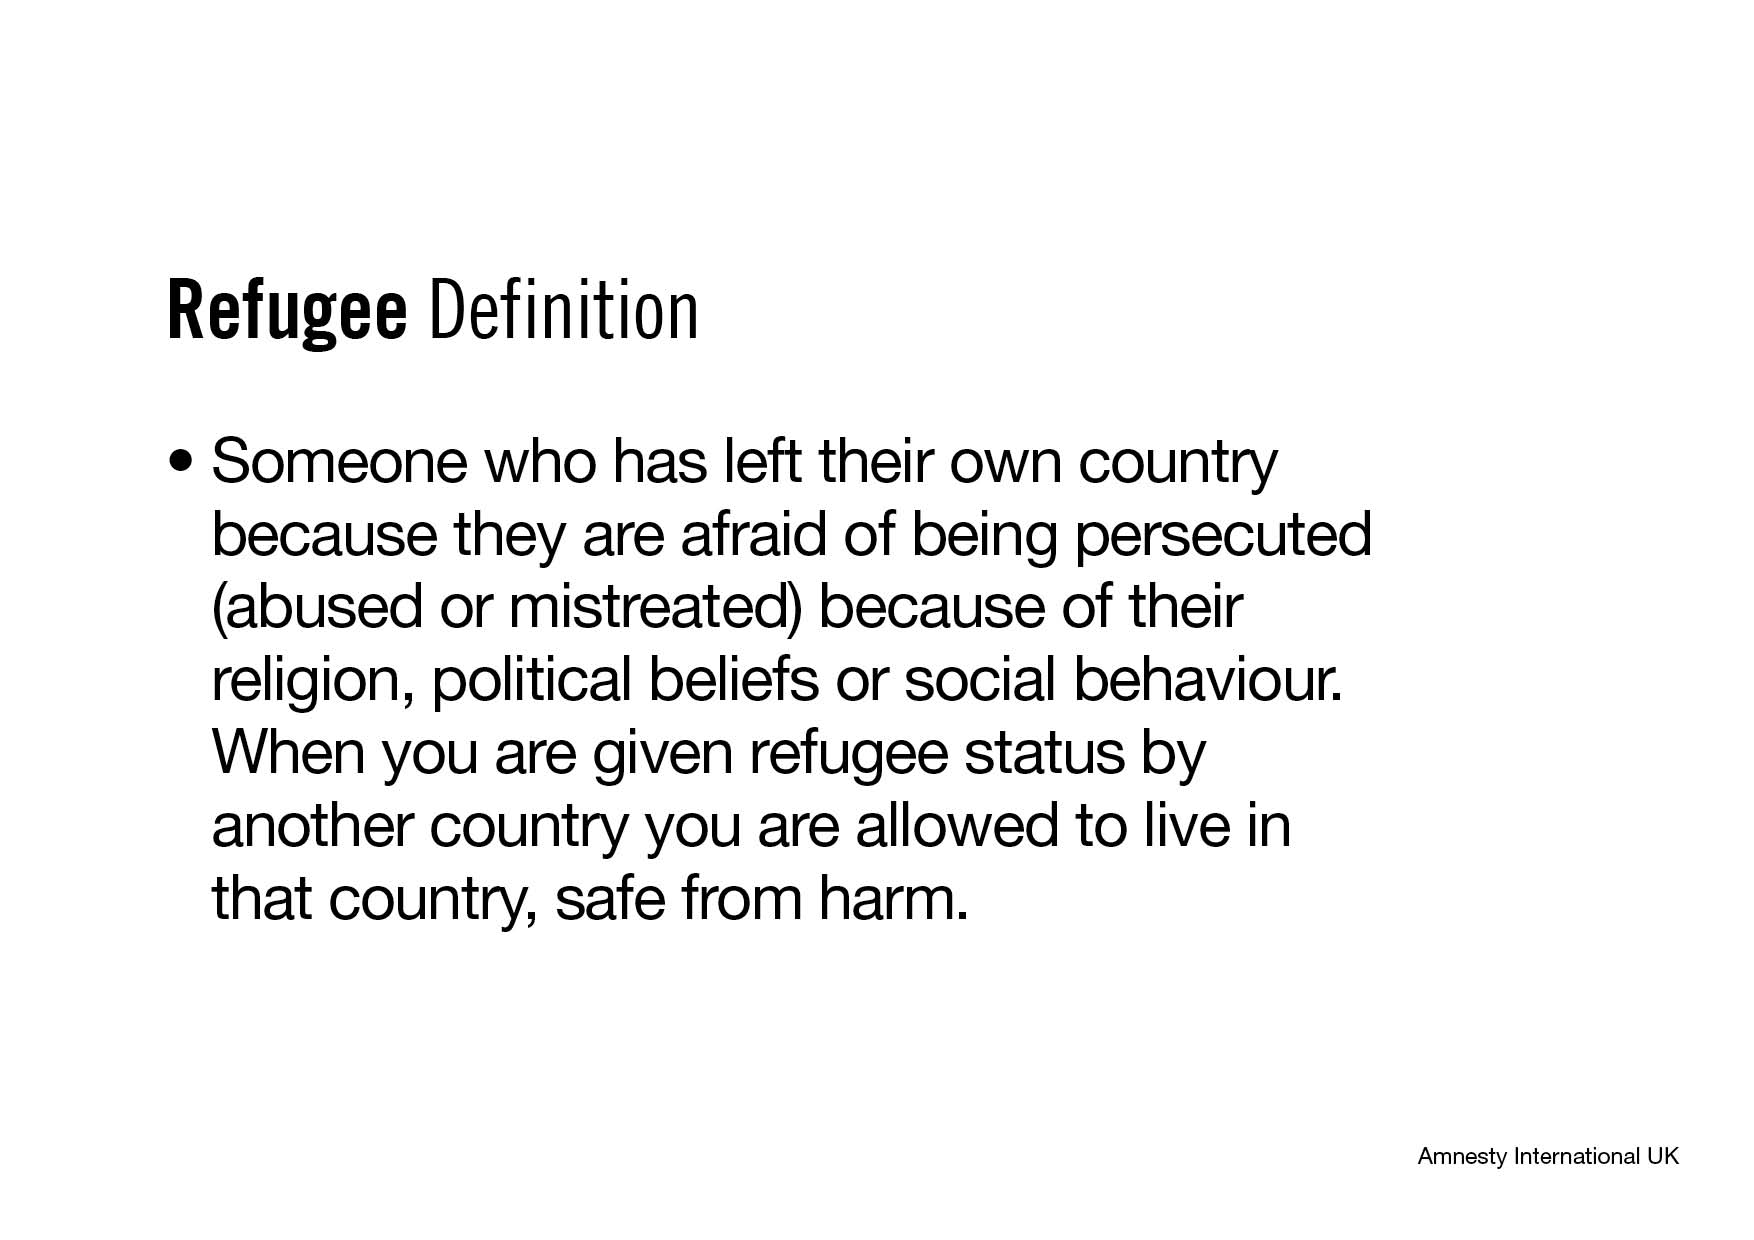 Refugee Definition
• Someone who has left their own country
because they are afraid of being persecuted
(abused or mistreated) because of their
religion, political beliefs or social behaviour.
When you are given refugee status by
another country you are allowed to live in
that country, safe from harm.
Amnesty International UK